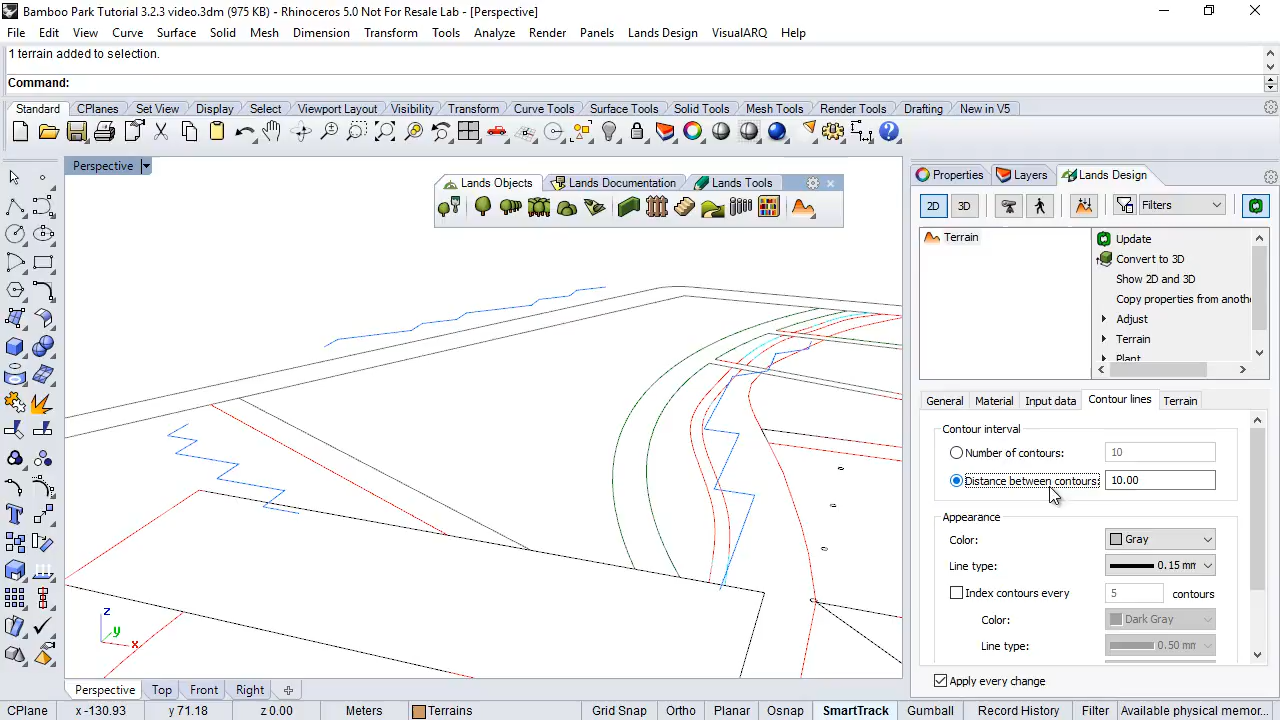 Bamboo Park Tutorial 3.2.3 video.3dm (975 KB) - Rhinoceros 5.0 Not For Resale Lab - [Perspective]
File Edit View Curve Surface Solid Mesh Dimension Transform Tools Analyze Render Panels Lands Design VisualARQ Help
1 terrain added to selection.
Command:
Standard CPlanes Set View Display Select Viewport Layout Visibility Transform Curve Tools Surface Tools Solid Tools Mesh Tools Render Tools Drafting New in V5
Perspective
Lands Objects Lands Documentation Lands Tools
Properties Layers Lands Design
2D 3D Filters
Terrain
Update
Convert to 3D
Show 2D and 3D
Copy properties from anothe
Adjust
Terrain
Plant
General Material Input data Contour lines Terrain
Contour interval
Number of contours: 10
Distance between contours: 10.00
Appearance
Color: Gray
Line type: 0.15 mm
Index contours every 5 contours
Color: Dark Gray
Line type: 0.50 mm
Apply every change
z
y
x
Perspective Top Front Right
CPlane x -130.93 y 71.18 z 0.00 Meters Terrains Grid Snap Ortho Planar Osnap SmartTrack Gumball Record History Filter Available physical memor...